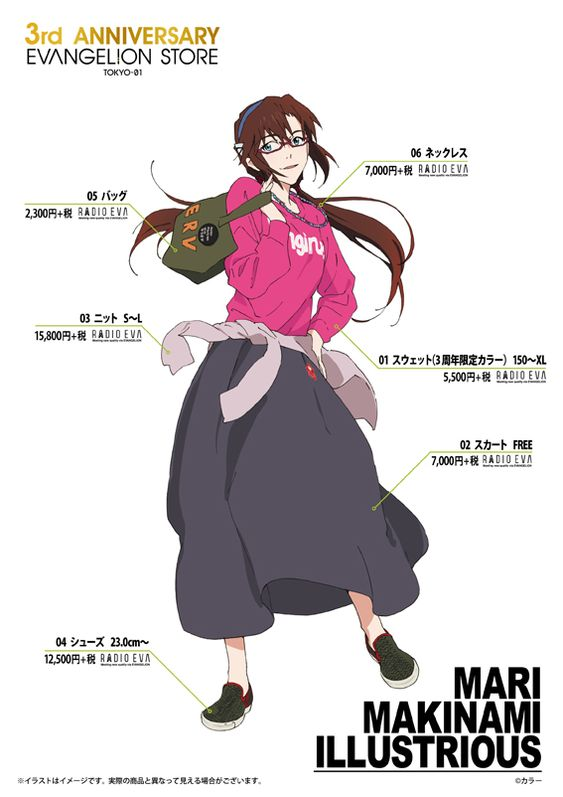 3rd ANNIVERSARY
EVANGELION STORE
TOKYO-01
06 ネックレス
7,000円+税 RADIO EVA
05 バッグ
2,300円+税 RADIO EVA
ERV
03 ニット S〜L
15,800円+税 RADIO EVA
01 スウェット(3周年限定カラー) 150〜XL
5,500円+税 RADIO EVA
02 スカート FREE
7,000円+税 RADIO EVA
04 シューズ 23.0cm〜
12,500円+税 RADIO EVA
MARI
MAKINAMI
ILLUSTRIOUS
※イラストはイメージです。実際の商品と異なって見える場合がございます。
©カラー